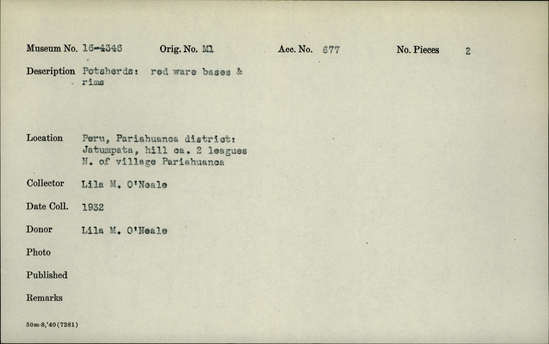 Museum No. 16-4346 Orig. No. M1 Acc. No. 677 No. Pieces 2
Description Potsherds: red ware bases &
rims
Location Peru, Pariahuanca district:
Jatumpata, hill ca. 2 leagues
N. of village Pariahuanca
Collector Lila M. O'Neale
Date Coll. 1932
Donor Lila M. O'Neale
Photo
Published
Remarks
50m-8,'40(7281)